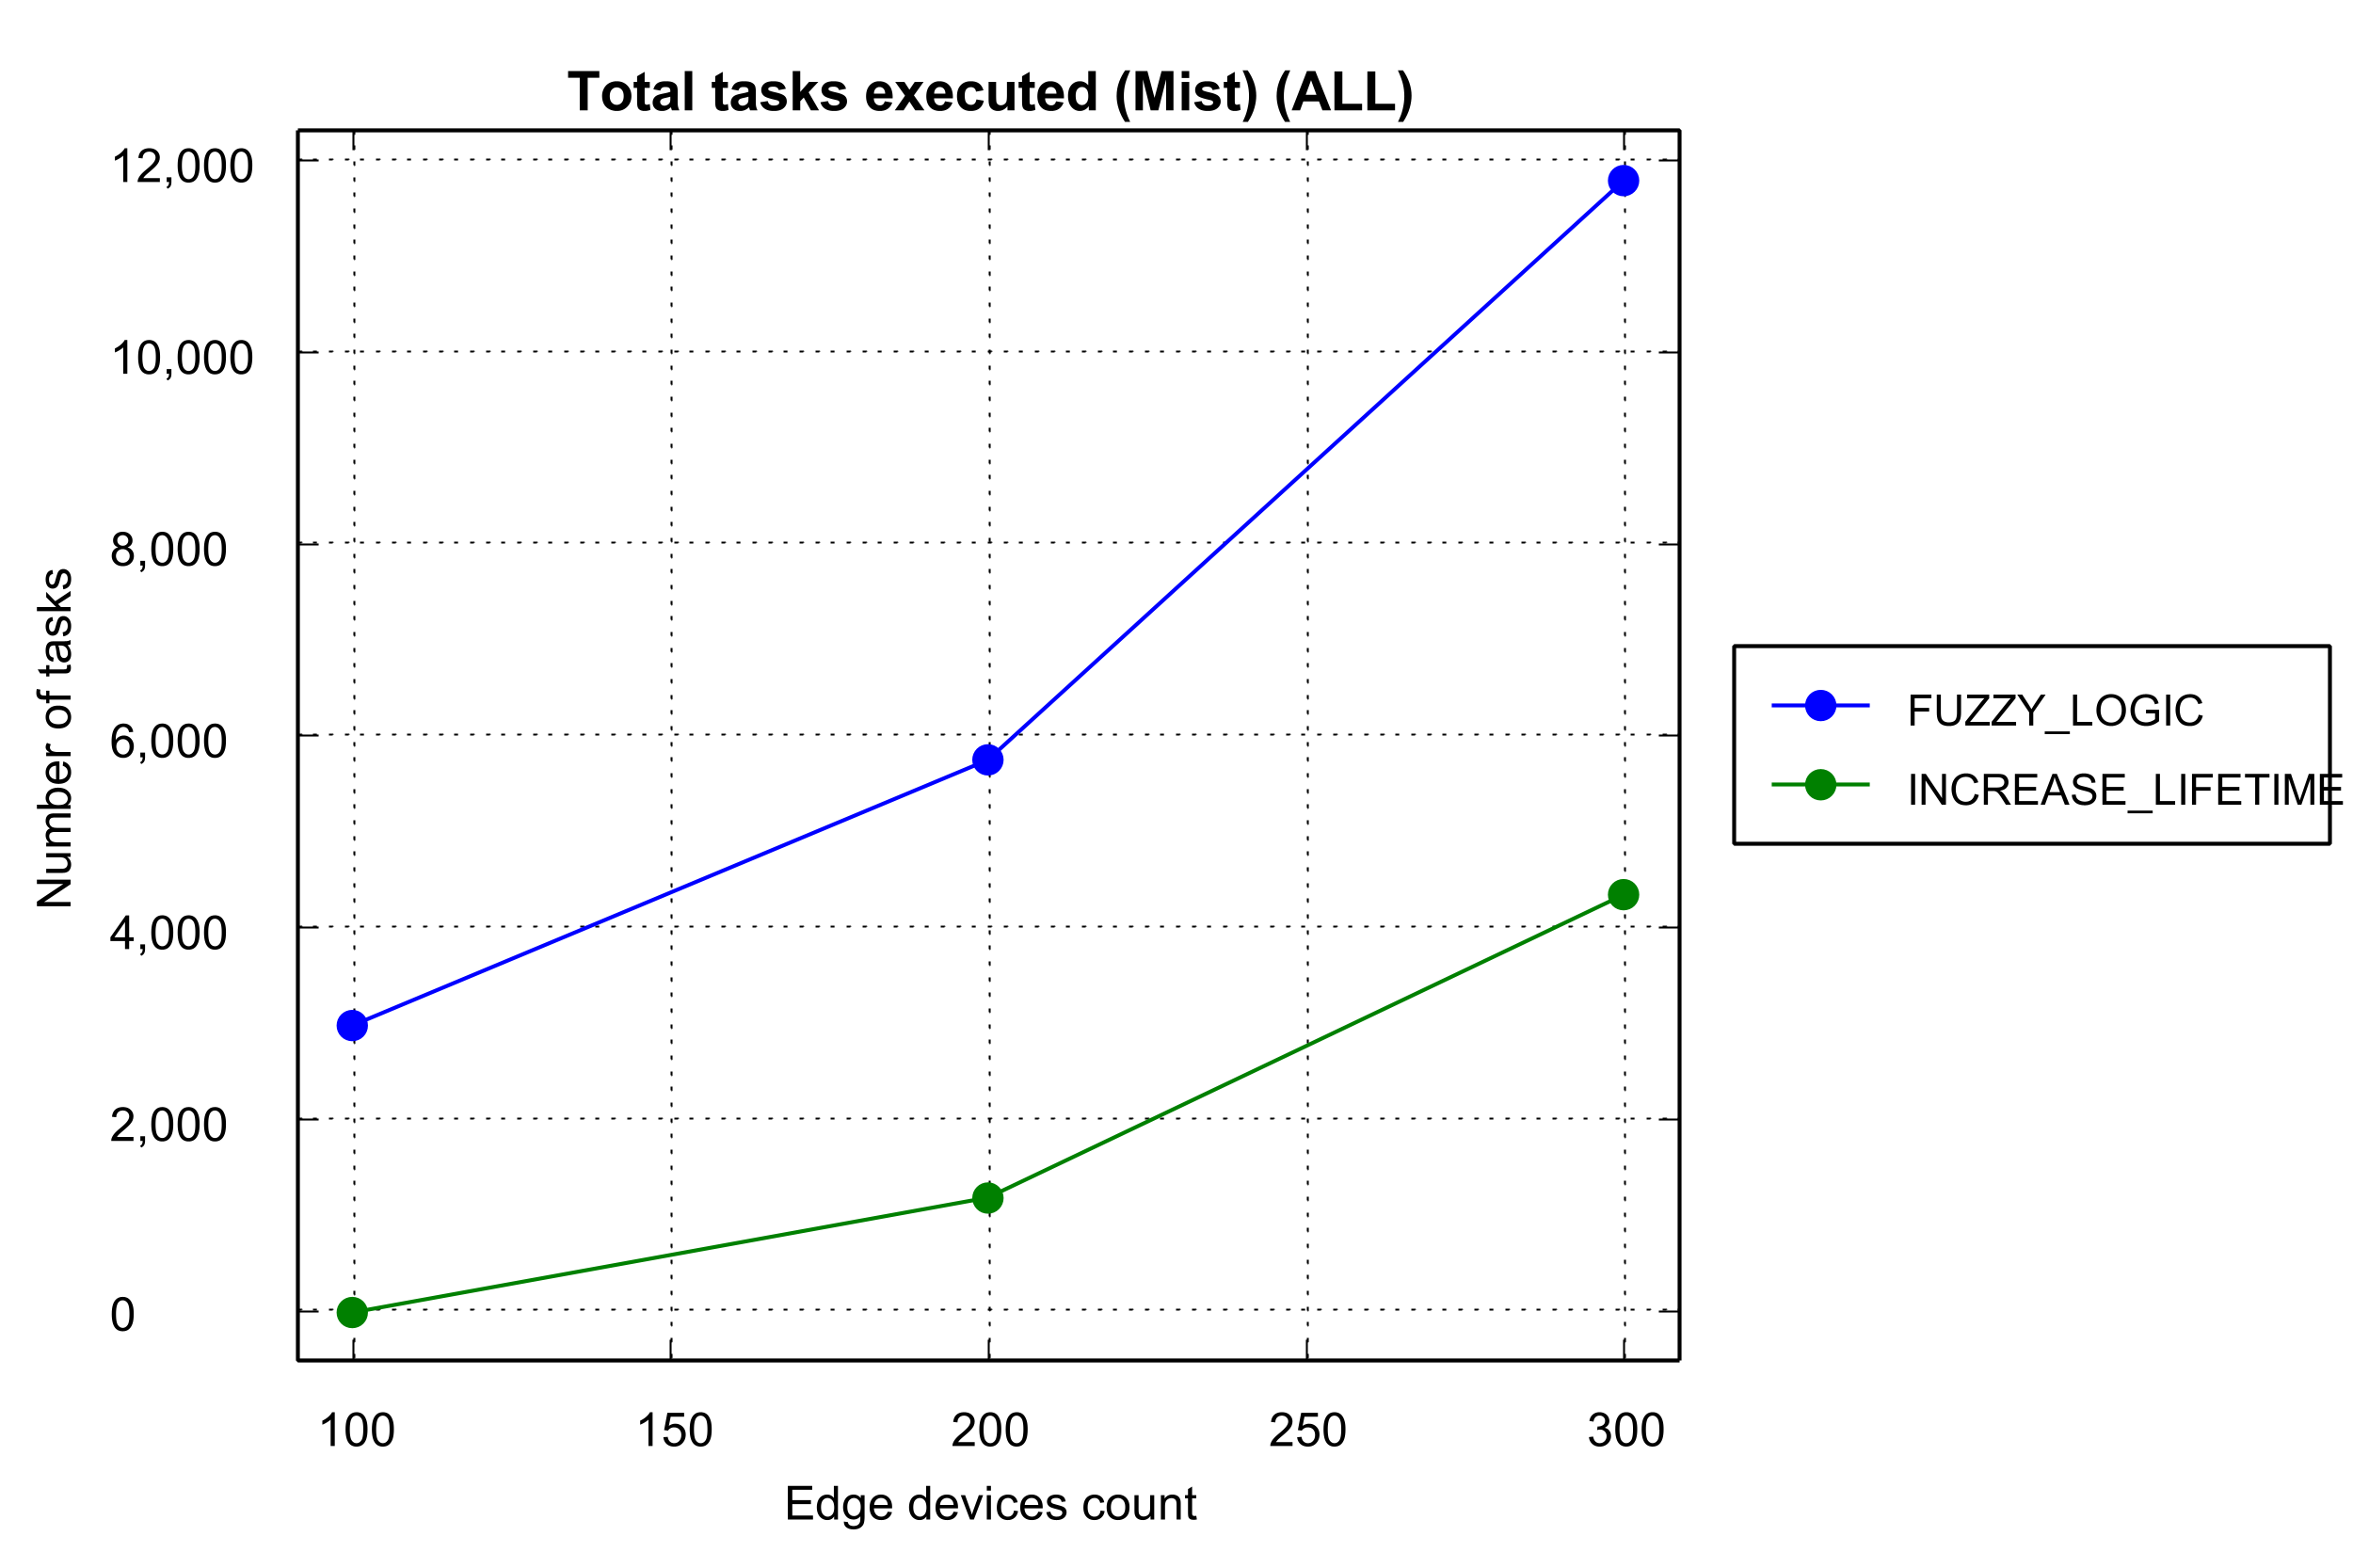 Total tasks executed (Mist) (ALL)
12,000
10,000
8,000
6,000
4,000
2,000
0
Number of tasks
100 150 200 250 300
Edge devices count
FUZZY_LOGIC
INCREASE_LIFETIME